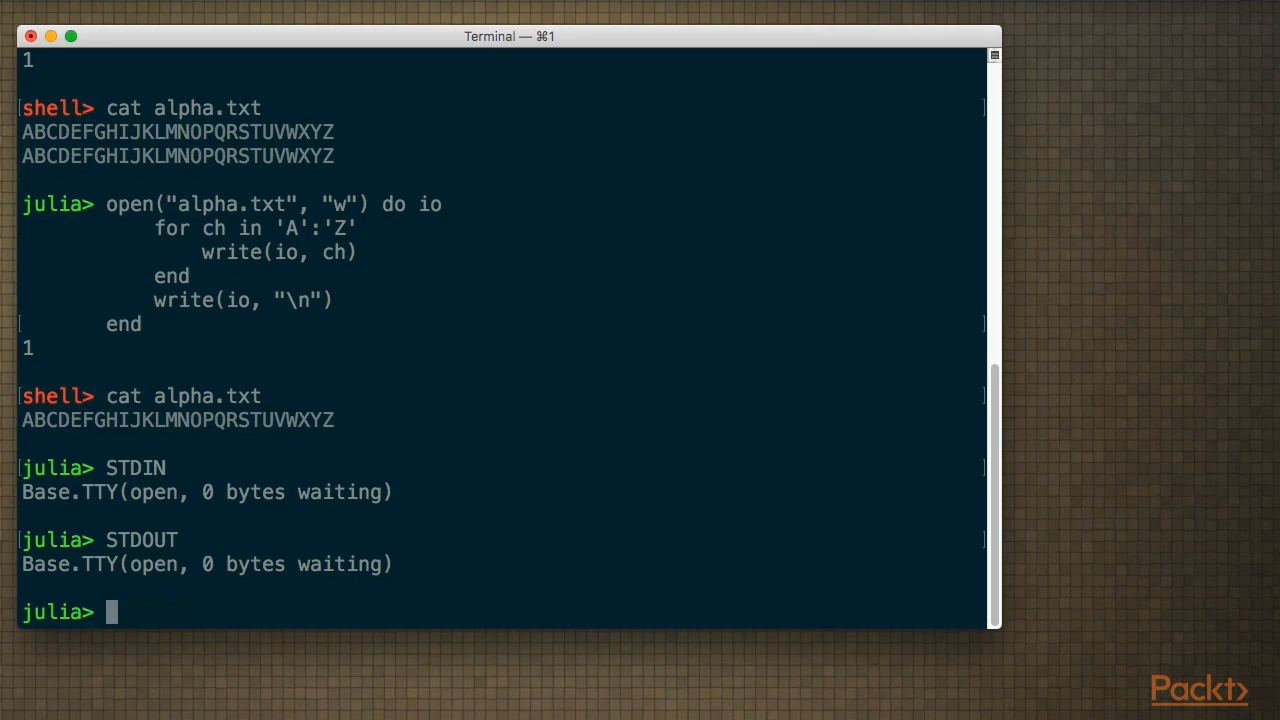 Terminal — ⌘1
1
shell> cat alpha.txt
ABCDEFGHIJKLMNOPQRSTUVWXYZ
ABCDEFGHIJKLMNOPQRSTUVWXYZ
julia> open("alpha.txt", "w") do io
            for ch in 'A':'Z'
                write(io, ch)
            end
            write(io, "\n")
        end
1
shell> cat alpha.txt
ABCDEFGHIJKLMNOPQRSTUVWXYZ
julia> STDIN
Base.TTY(open, 0 bytes waiting)
julia> STDOUT
Base.TTY(open, 0 bytes waiting)
julia>
Packt>